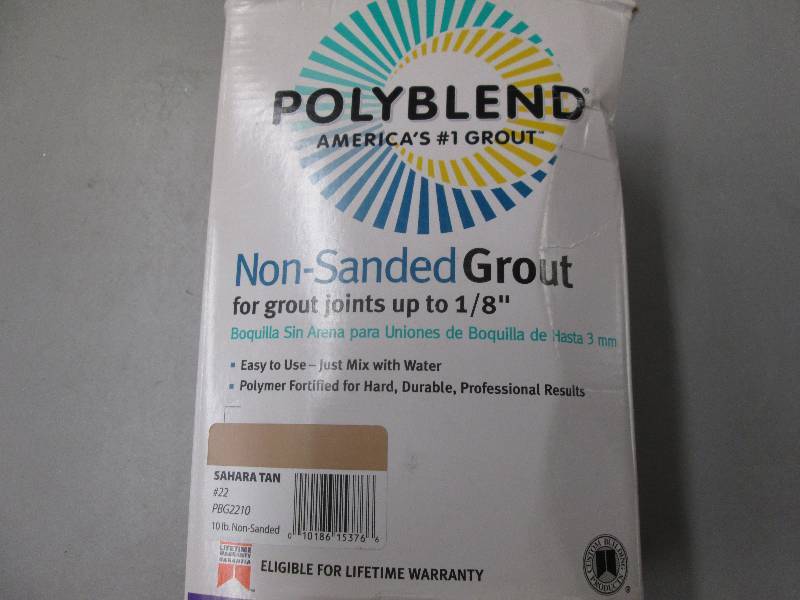 POLYBLEND®
AMERICA'S #1 GROUT™
Non-Sanded Grout
for grout joints up to 1/8"
Boquilla Sin Arena para Uniones de Boquilla de Hasta 3 mm
▪ Easy to Use – Just Mix with Water
▪ Polymer Fortified for Hard, Durable, Professional Results
SAHARA TAN
#22
PBG2210
10 lb. Non-Sanded
0 10186 15376 6
LIFETIME
WARRANTY
GARANTIA
ELIGIBLE FOR LIFETIME WARRANTY
CUSTOM BUILDING
PRODUCTS
®